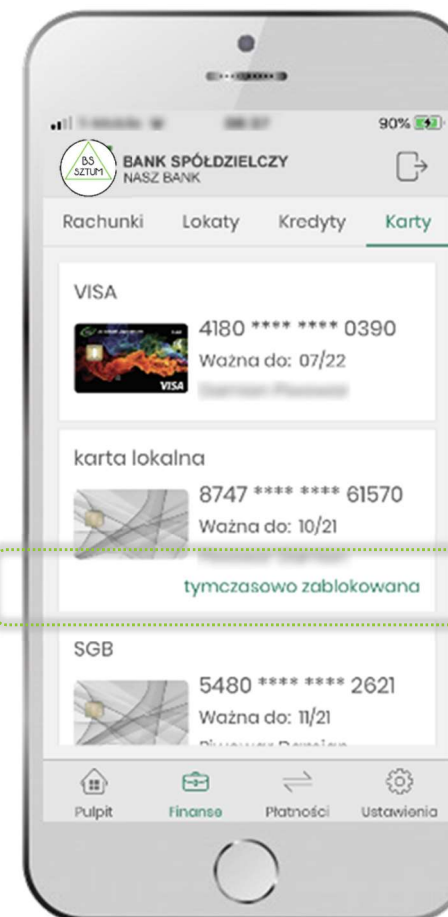 90%
BS
SZTUM
BANK SPÓŁDZIELCZY
NASZ BANK
Rachunki Lokaty Kredyty Karty
VISA
4180 **** **** 0390
Ważna do: 07/22
VISA
karta lokalna
8747 **** **** 61570
Ważna do: 10/21
tymczasowo zablokowana
SGB
5480 **** **** 2621
Ważna do: 11/21
Pulpit Finanse Płatności Ustawienia